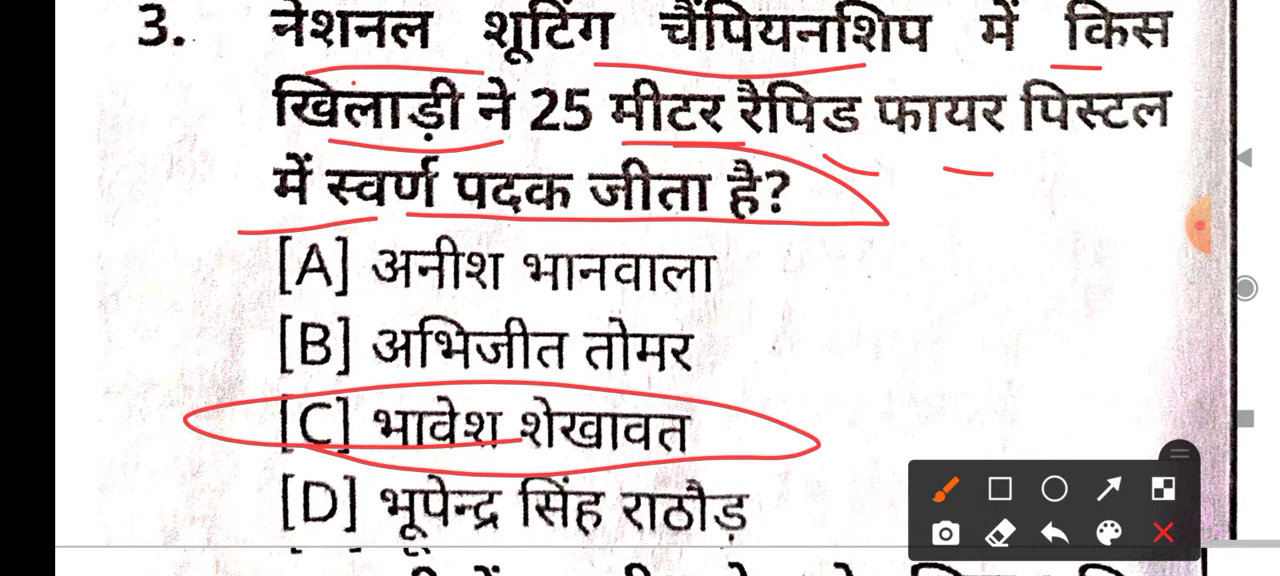 3. नेशनल शूटिंग चैंपियनशिप में किस
खिलाड़ी ने 25 मीटर रैपिड फायर पिस्टल
में स्वर्ण पदक जीता है?
[A] अनीश भानवाला
[B] अभिजीत तोमर
[C] भावेश शेखावत
[D] भूपेन्द्र सिंह राठौड़